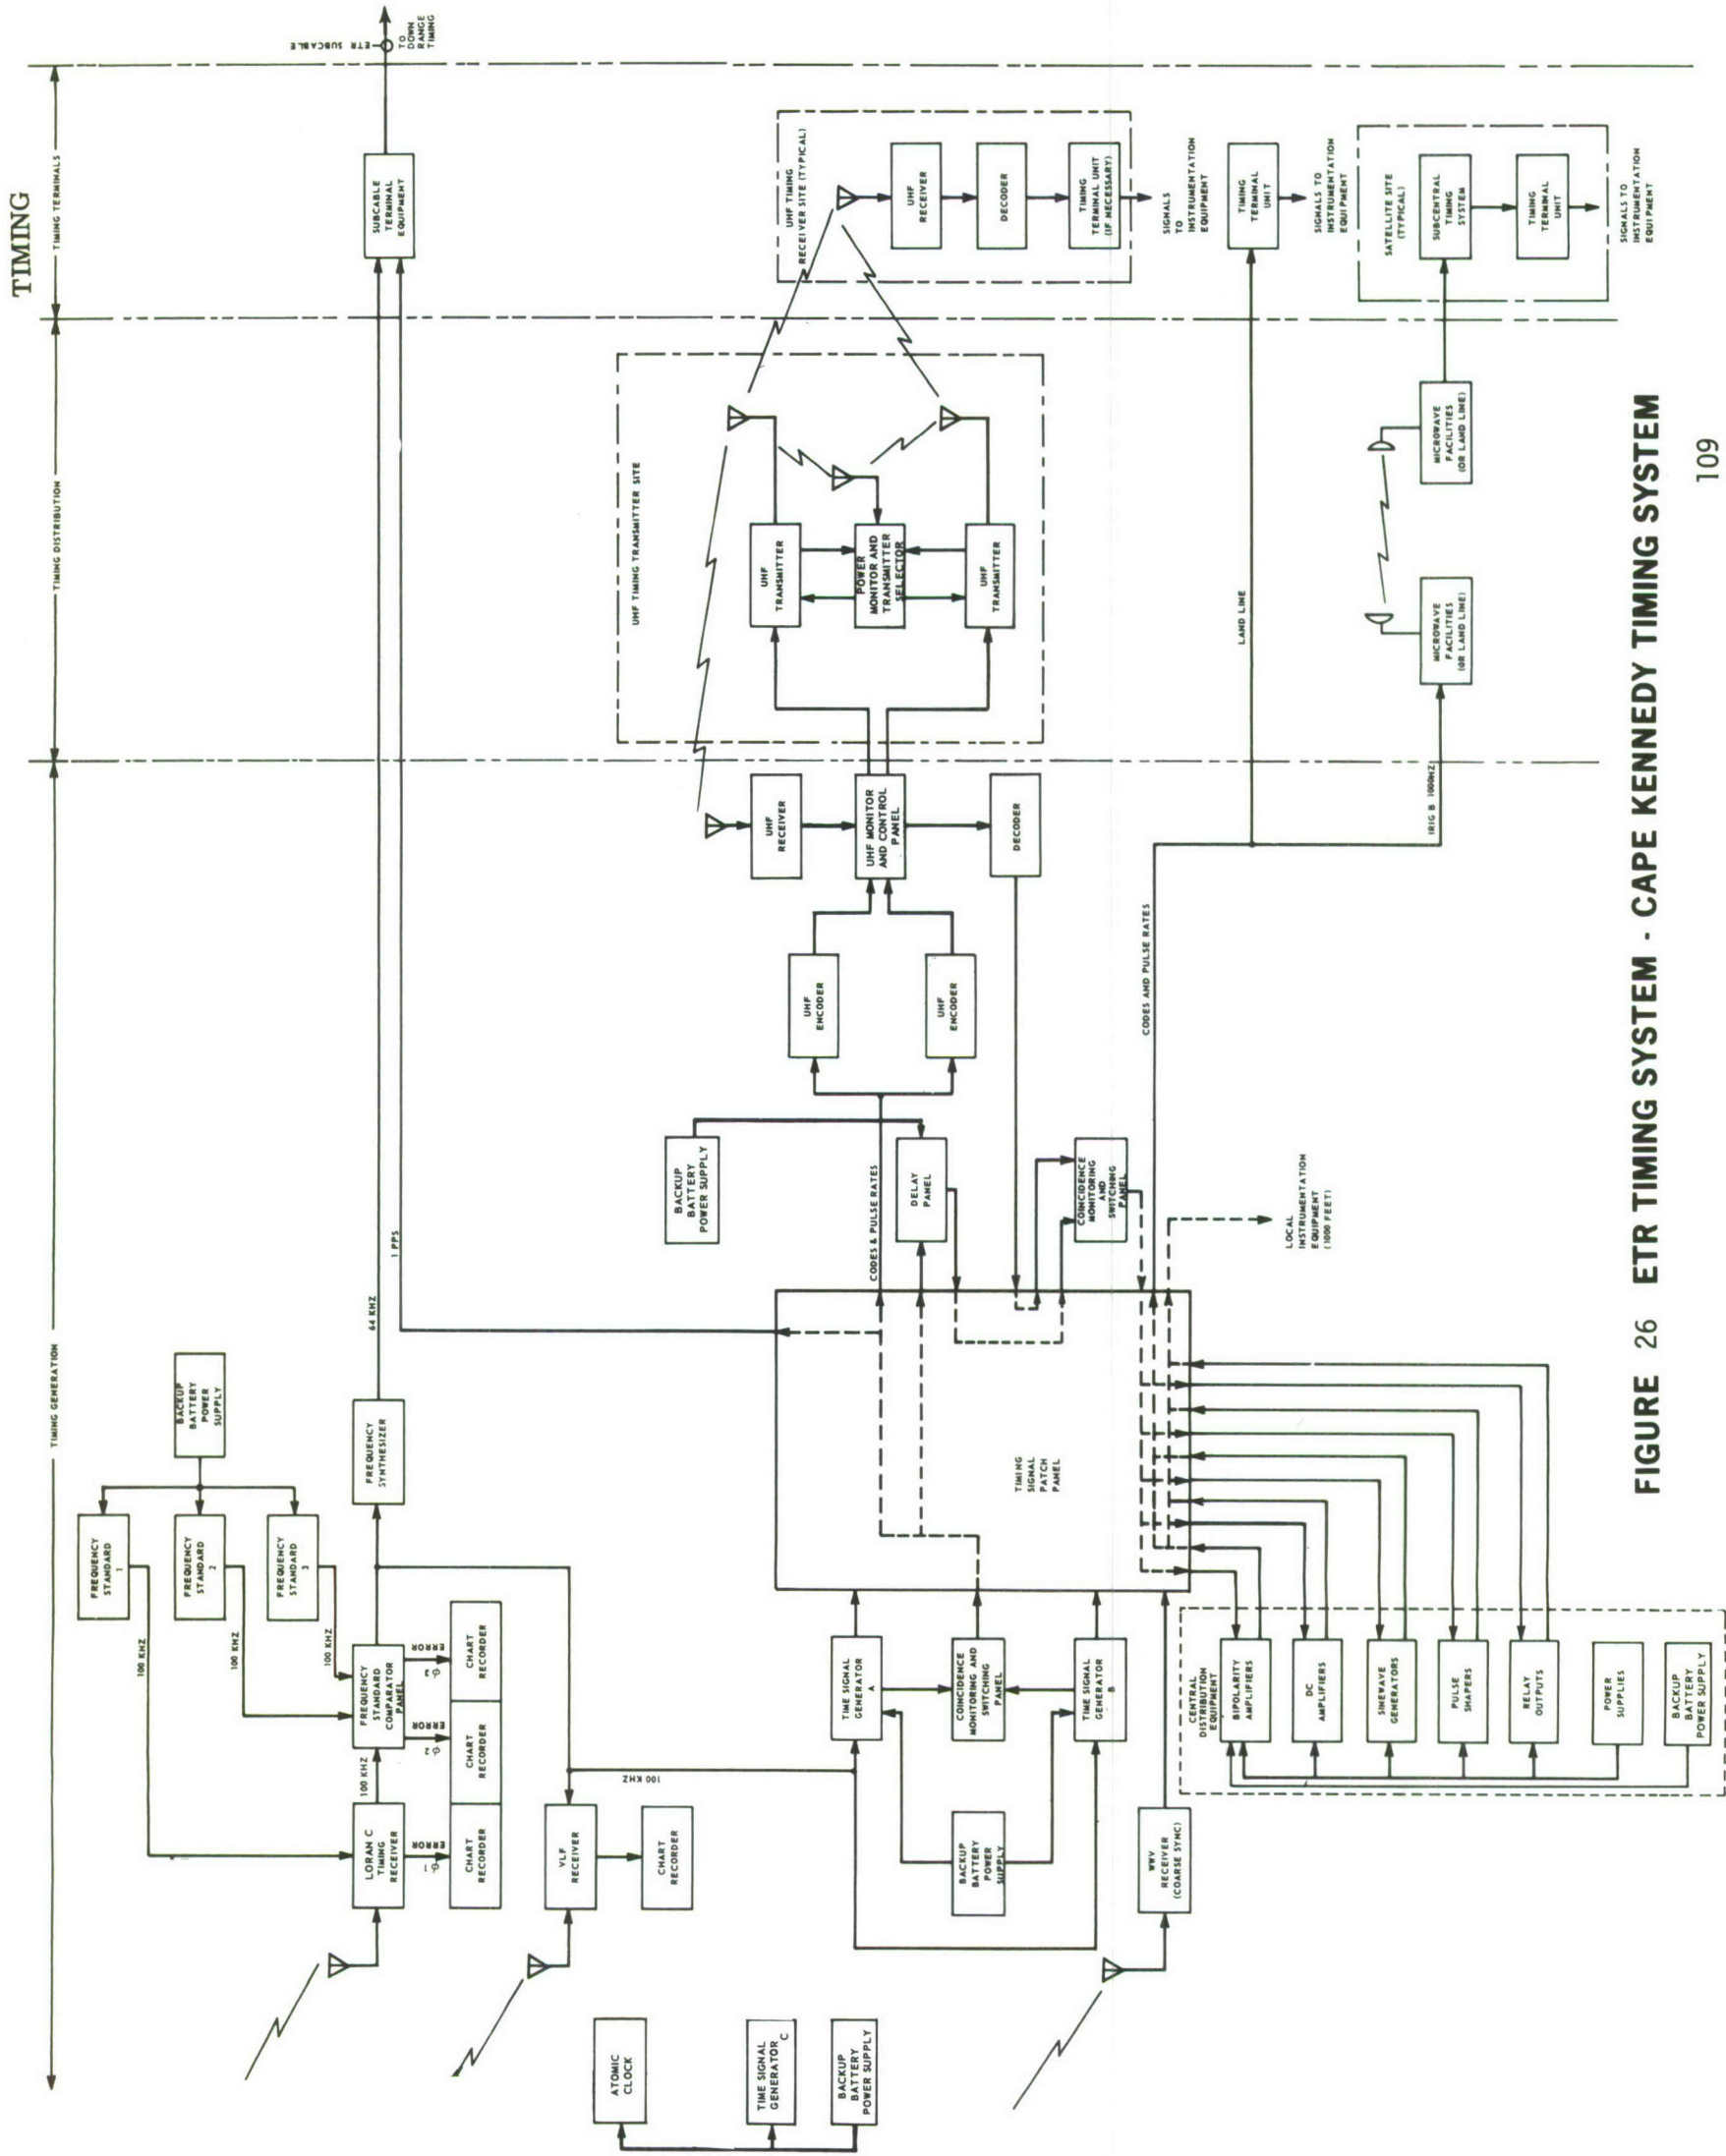 TIMING
TIMING GENERATION
TIMING DISTRIBUTION
TIMING TERMINALS
FREQUENCY
STANDARD
1
FREQUENCY
STANDARD
2
FREQUENCY
STANDARD
3
BACKUP
BATTERY
POWER
SUPPLY
100 KHZ
100 KHZ
100 KHZ
LORAN C
TIMING
RECEIVER
100 KHZ
FREQUENCY
STANDARD
COMPARATOR
PANEL
FREQUENCY
SYNTHESIZER
64 KHZ
1 PPS
SUBCABLE
TERMINAL
EQUIPMENT
ETR SUBCABLE
TO
DOWN
RANGE
TIMING
φ1 ERROR
φ2 ERROR
φ3 ERROR
CHART
RECORDER
CHART
RECORDER
CHART
RECORDER
VLF
RECEIVER
CHART
RECORDER
100 KHZ
ATOMIC
CLOCK
TIME SIGNAL
GENERATOR
C
BACKUP
BATTERY
POWER SUPPLY
TIME SIGNAL
GENERATOR
A
COINCIDENCE
MONITORING AND
SWITCHING
PANEL
TIME SIGNAL
GENERATOR
B
BACKUP
BATTERY
POWER
SUPPLY
WWV
RECEIVER
(COARSE SYNC)
TIMING
SIGNAL
PATCH
PANEL
BACKUP
BATTERY
POWER SUPPLY
CODES & PULSE RATES
DELAY
PANEL
COINCIDENCE
MONITORING
AND
SWITCHING
PANEL
LOCAL
INSTRUMENTATION
EQUIPMENT
(1000 FEET)
UHF
ENCODER
UHF
ENCODER
UHF
RECEIVER
UHF MONITOR
AND CONTROL
PANEL
DECODER
CODES AND PULSE RATES
UHF TIMING TRANSMITTER SITE
UHF
TRANSMITTER
POWER
MONITOR AND
TRANSMITTER
SELECTOR
UHF
TRANSMITTER
UHF TIMING
RECEIVER SITE (TYPICAL)
UHF
RECEIVER
DECODER
TIMING
TERMINAL UNIT
(IF NECESSARY)
SIGNALS
TO
INSTRUMENTATION
EQUIPMENT
LAND LINE
TIMING
TERMINAL
UNIT
SIGNALS TO
INSTRUMENTATION
EQUIPMENT
IRIG B 1000HZ
MICROWAVE
FACILITIES
(OR LAND LINE)
MICROWAVE
FACILITIES
(OR LAND LINE)
SATELLITE SITE
(TYPICAL)
SUBCENTRAL
TIMING
SYSTEM
TIMING
TERMINAL
UNIT
SIGNALS TO
INSTRUMENTATION
EQUIPMENT
CENTRAL
DISTRIBUTION
EQUIPMENT
BIPOLARITY
AMPLIFIERS
DC
AMPLIFIERS
SINEWAVE
GENERATORS
PULSE
SHAPERS
RELAY
OUTPUTS
POWER
SUPPLIES
BACKUP
BATTERY
POWER SUPPLY
FIGURE 26 ETR TIMING SYSTEM - CAPE KENNEDY TIMING SYSTEM
109